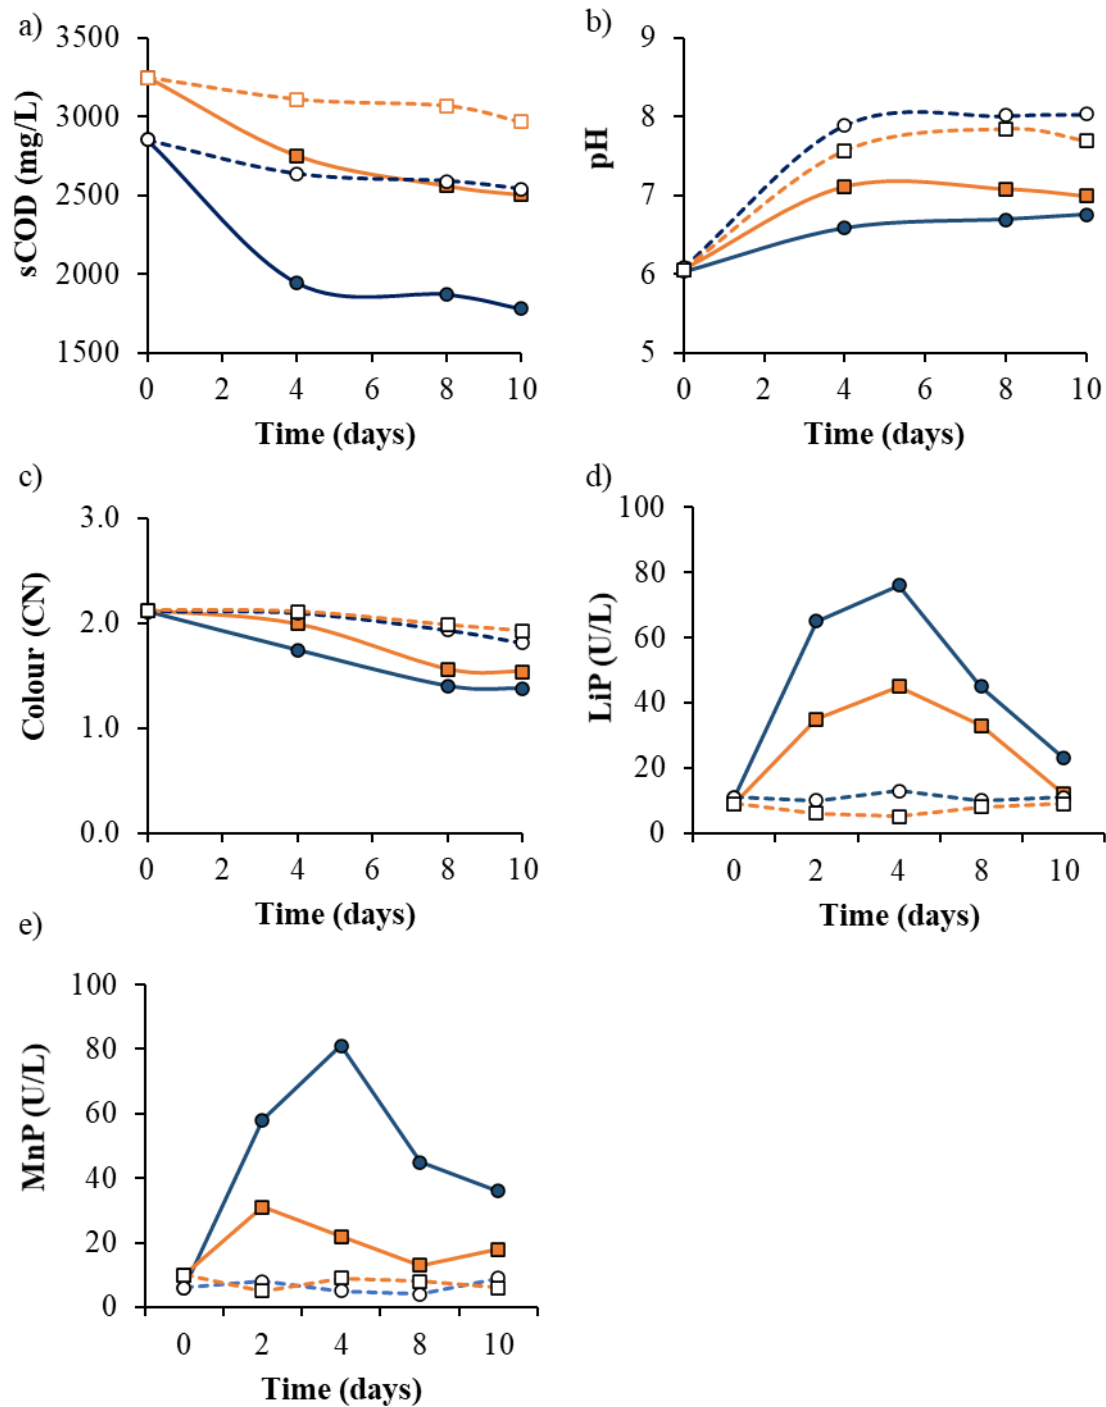 a)
sCOD (mg/L)
3500
3000
2500
2000
1500
0 2 4 6 8 10
Time (days)
b)
pH
9
8
7
6
5
0 2 4 6 8 10
Time (days)
c)
Colour (CN)
3.0
2.0
1.0
0.0
0 2 4 6 8 10
Time (days)
d)
LiP (U/L)
100
80
60
40
20
0
0 2 4 8 10
Time (days)
e)
MnP (U/L)
100
80
60
40
20
0
0 2 4 8 10
Time (days)